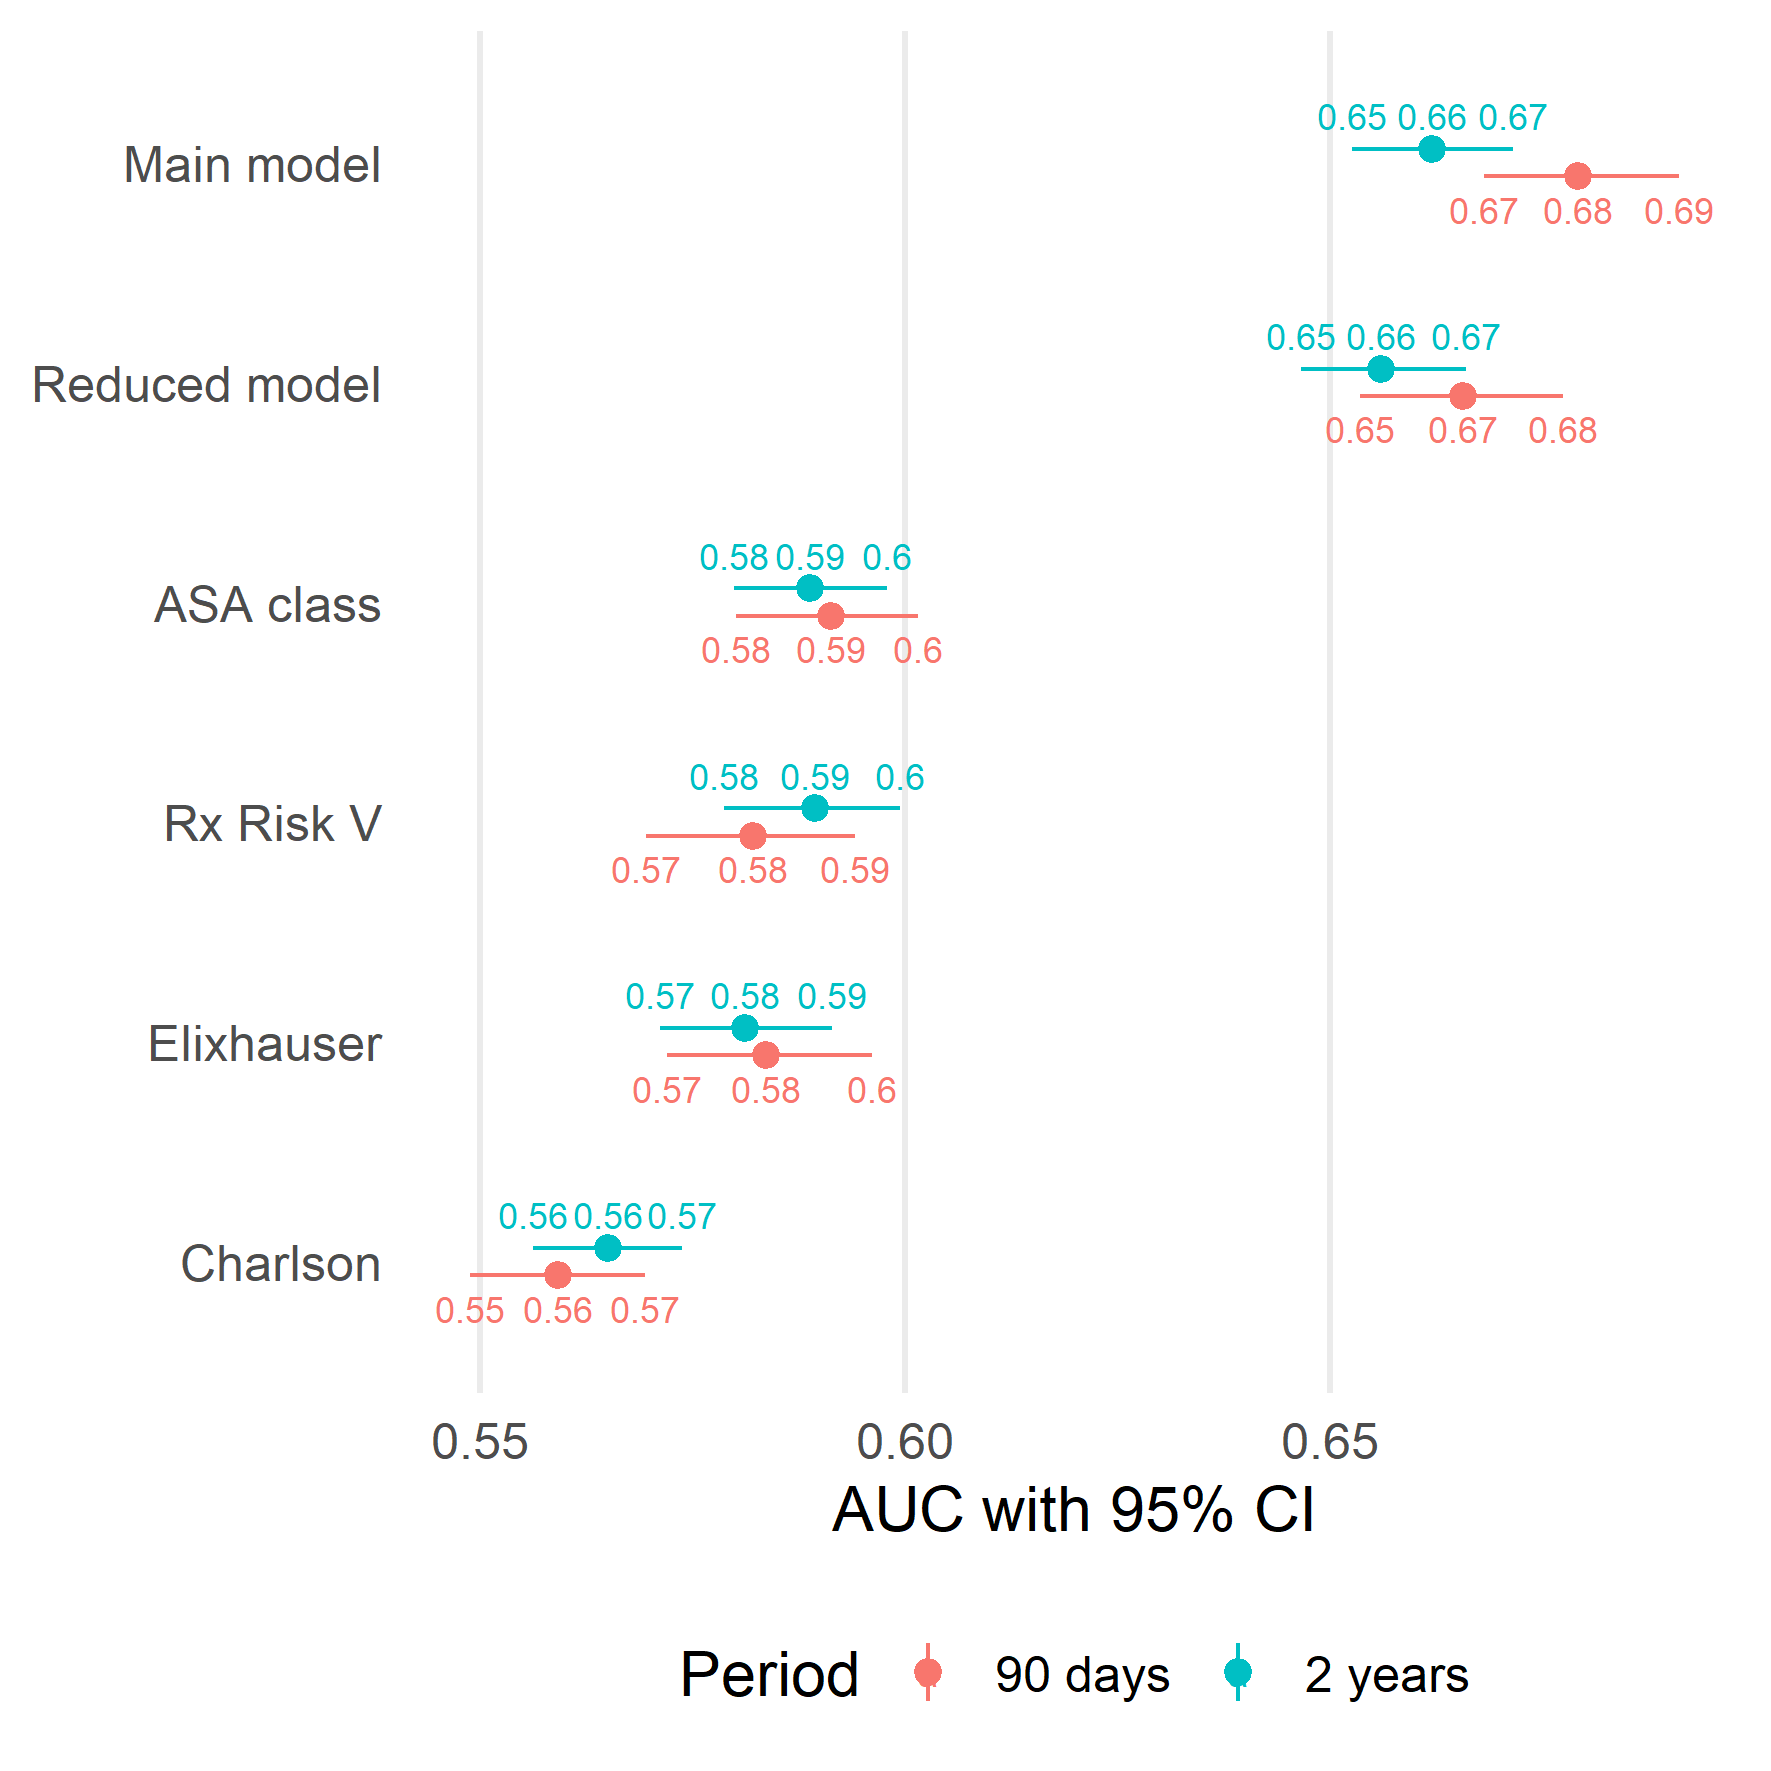 0.65 0.66 0.67
Main model
0.67 0.68 0.69
0.65 0.66 0.67
Reduced model
0.65 0.67 0.68
0.58 0.59 0.6
ASA class
0.58 0.59 0.6
0.58 0.59 0.6
Rx Risk V
0.57 0.58 0.59
0.57 0.58 0.59
Elixhauser
0.57 0.58 0.6
0.56 0.56 0.57
Charlson
0.55 0.56 0.57
0.55 0.60 0.65
AUC with 95% CI
Period 90 days 2 years